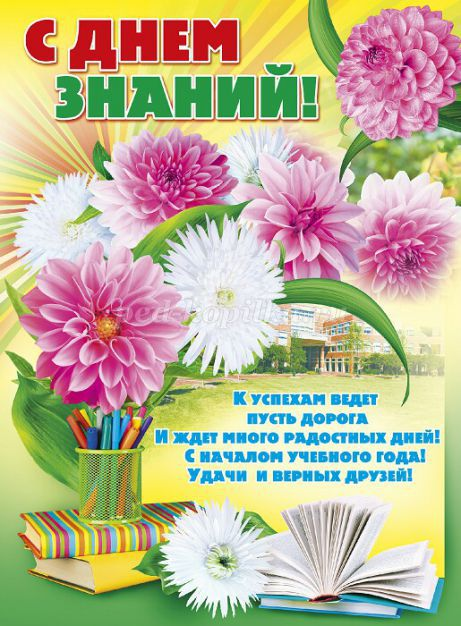 С ДНЕМ
ЗНАНИЙ!
К УСПЕХАМ ВЕДЕТ
ПУСТЬ ДОРОГА
И ЖДЕТ МНОГО РАДОСТНЫХ ДНЕЙ!
С НАЧАЛОМ УЧЕБНОГО ГОДА!
УДАЧИ И ВЕРНЫХ ДРУЗЕЙ!